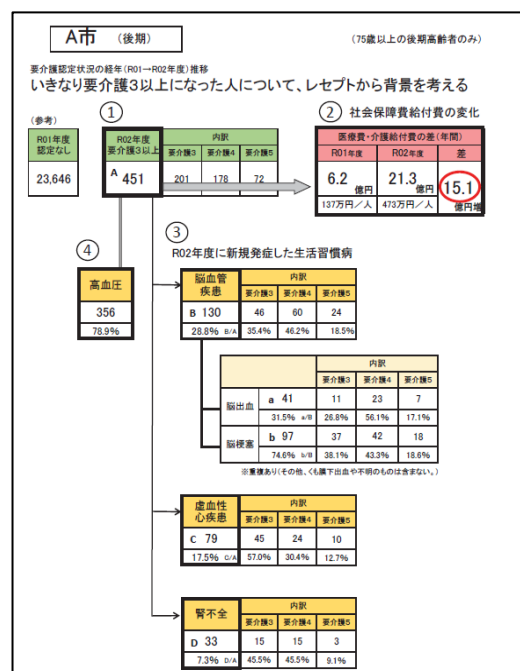 A市 (後期) (75歳以上の後期高齢者のみ)
要介護認定状況の経年(R01→R02年度)推移
いきなり要介護3以上になった人について、レセプトから背景を考える
(参考)
①
R01年度 認定なし
23,646
R02年度 要介護3以上
A 451
内訳
要介護3 要介護4 要介護5
201 178 72
② 社会保障費給付費の変化
医療費・介護給付費の差(年間)
R01年度 R02年度 差
6.2億円 21.3億円 15.1億円増
137万円/人 473万円/人
④
高血圧
356
78.9%
③
R02年度に新規発症した生活習慣病
脳血管疾患 内訳
要介護3 要介護4 要介護5
B 130 46 60 24
28.8% B/A 35.4% 46.2% 18.5%
内訳
要介護3 要介護4 要介護5
脳出血 a 41 11 23 7
31.5% a/B 26.8% 56.1% 17.1%
脳梗塞 b 97 37 42 18
74.6% b/B 38.1% 43.3% 18.6%
※重複あり(その他、くも膜下出血や不明のものは含まない。)
虚血性心疾患 内訳
要介護3 要介護4 要介護5
C 79 45 24 10
17.5% C/A 57.0% 30.4% 12.7%
腎不全 内訳
要介護3 要介護4 要介護5
D 33 15 15 3
7.3% D/A 45.5% 45.5% 9.1%